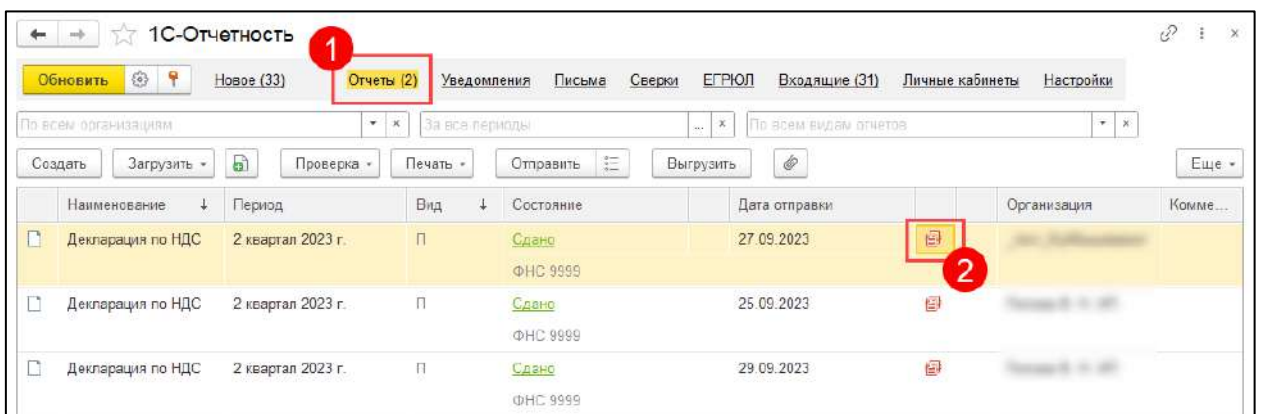 1С-Отчетность
1
Обновить Новое (33) Отчеты (2) Уведомления Письма Сверки ЕГРЮЛ Входящие (31) Личные кабинеты Настройки
По всем организациям За все периоды ... По всем видам отчетов
Создать Загрузить Проверка Печать Отправить Выгрузить Еще
Наименование Период Вид Состояние Дата отправки Организация Комме...
Декларация по НДС 2 квартал 2023 г. П Сдано 27.09.2023
ФНС 9999
2
Декларация по НДС 2 квартал 2023 г. П Сдано 25.09.2023
ФНС 9999
Декларация по НДС 2 квартал 2023 г. П Сдано 29.09.2023
ФНС 9999